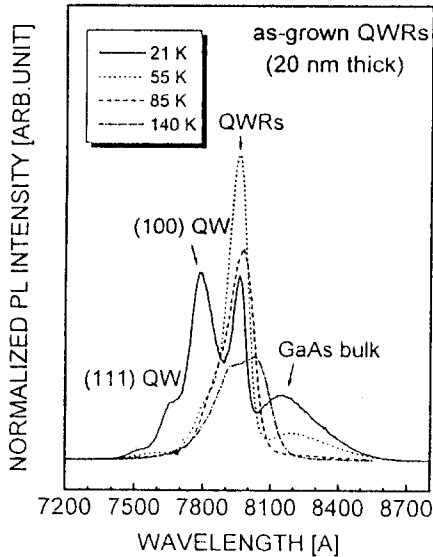 as-grown QWRs
(20 nm thick)
21 K
55 K
85 K
140 K
QWRs
(100) QW
(111) QW
GaAs bulk
NORMALIZED PL INTENSITY [ARB.UNIT]
7200 7500 7800 8100 8400 8700
WAVELENGTH [A]